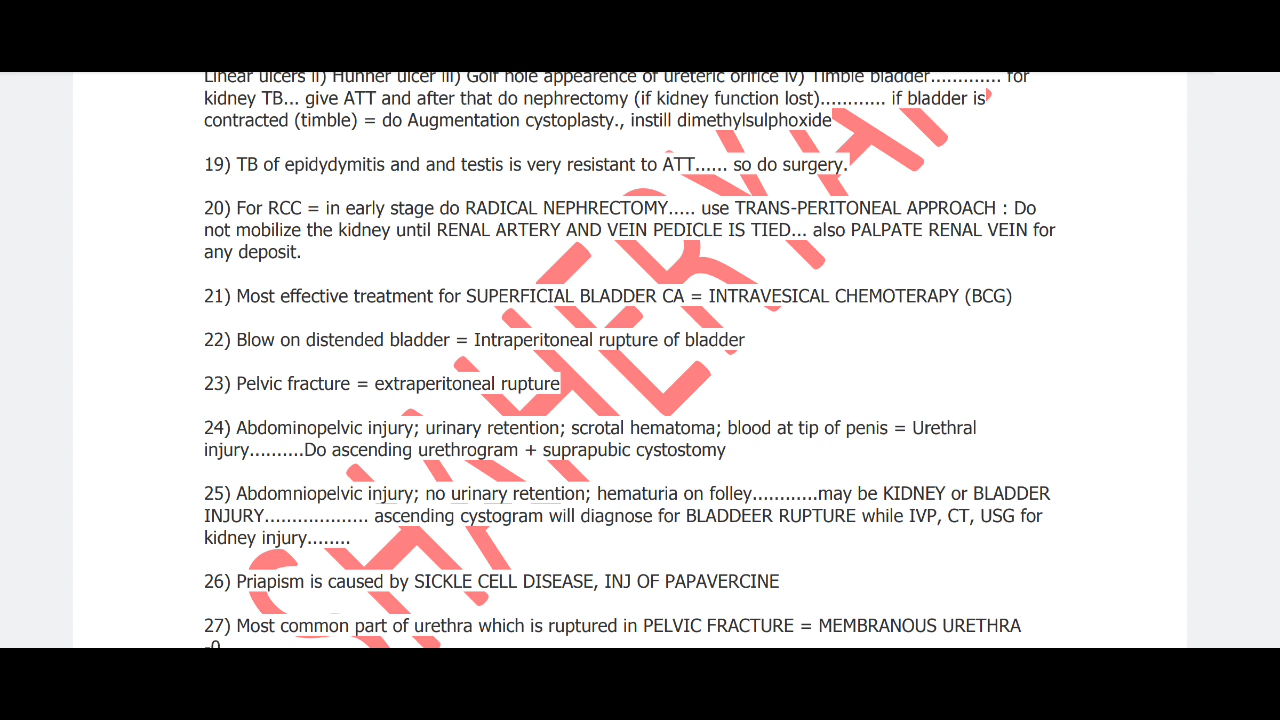 Linear ulcers ii) Hunner ulcer iii) Golf hole appearence of ureteric orifice iv) Timble bladder............. for
kidney TB... give ATT and after that do nephrectomy (if kidney function lost)............ if bladder is
contracted (timble) = do Augmentation cystoplasty., instill dimethylsulphoxide
19) TB of epidydymitis and and testis is very resistant to ATT...... so do surgery.
20) For RCC = in early stage do RADICAL NEPHRECTOMY..... use TRANS-PERITONEAL APPROACH : Do
not mobilize the kidney until RENAL ARTERY AND VEIN PEDICLE IS TIED... also PALPATE RENAL VEIN for
any deposit.
21) Most effective treatment for SUPERFICIAL BLADDER CA = INTRAVESICAL CHEMOTERAPY (BCG)
22) Blow on distended bladder = Intraperitoneal rupture of bladder
23) Pelvic fracture = extraperitoneal rupture
24) Abdominopelvic injury; urinary retention; scrotal hematoma; blood at tip of penis = Urethral
injury..........Do ascending urethrogram + suprapubic cystostomy
25) Abdomniopelvic injury; no urinary retention; hematuria on folley............may be KIDNEY or BLADDER
INJURY................... ascending cystogram will diagnose for BLADDEER RUPTURE while IVP, CT, USG for
kidney injury........
26) Priapism is caused by SICKLE CELL DISEASE, INJ OF PAPAVERCINE
27) Most common part of urethra which is ruptured in PELVIC FRACTURE = MEMBRANOUS URETHRA